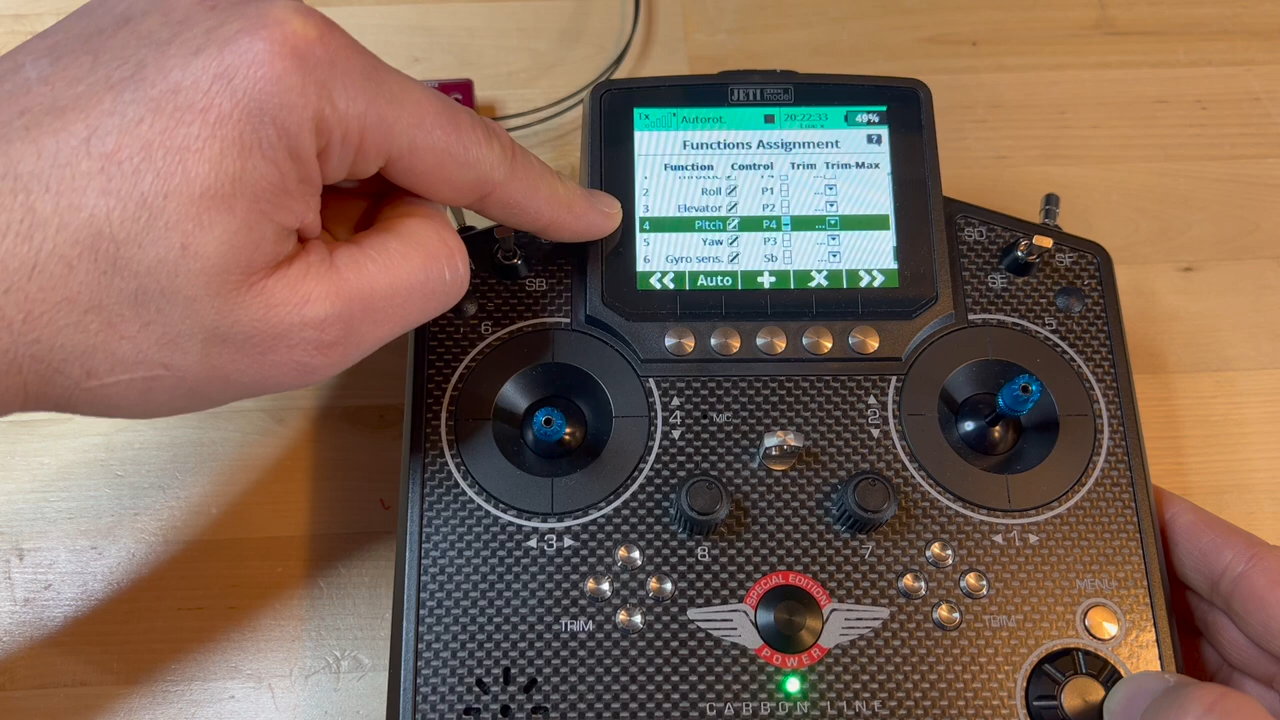 JETI model
Tx Autorot. 20:22:33 49%
Functions Assignment ?
Function Control Trim Trim-Max
2 Roll P1 ...
3 Elevator P2 ...
4 Pitch P4 ...
5 Yaw P3 ...
6 Gyro sens. Sb ...
<< Auto + X >>
SB
SD
SE
SF
6
5
4
MIC
2
3
8
7
1
TRIM
TRIM
MENU
SPECIAL EDITION
POWER
CARBON LINE